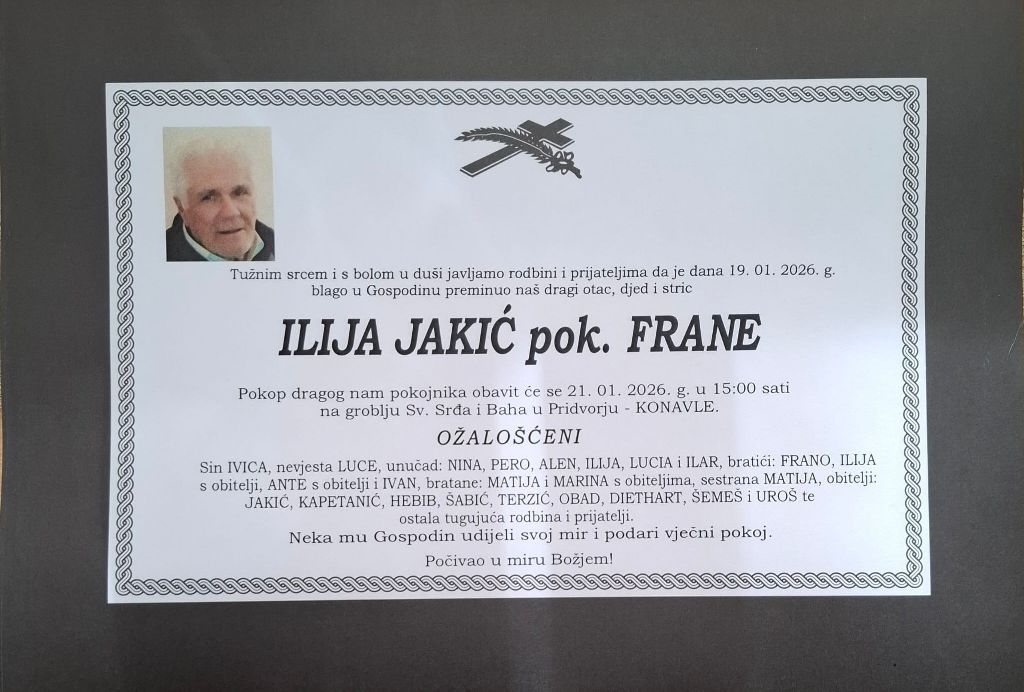 Tužnim srcem i s bolom u duši javljamo rodbini i prijateljima da je dana 19. 01. 2026. g.
blago u Gospodinu preminuo naš dragi otac, djed i stric
ILIJA JAKIĆ pok. FRANE
Pokop dragog nam pokojnika obavit će se 21. 01. 2026. g. u 15:00 sati
na groblju Sv. Srđa i Baha u Pridvorju - KONAVLE.
OŽALOŠĆENI
Sin IVICA, nevjesta LUCE, unučad: NINA, PERO, ALEN, ILIJA, LUCIA i ILAR, bratići: FRANO, ILIJA
s obitelji, ANTE s obitelji i IVAN, bratane: MATIJA i MARINA s obiteljima, sestrana MATIJA, obitelji:
JAKIĆ, KAPETANIĆ, HEBIB, ŠABIĆ, TERZIĆ, OBAD, DIETHART, ŠEMEŠ i UROŠ te
ostala tugujuća rodbina i prijatelji.
Neka mu Gospodin udijeli svoj mir i podari vječni pokoj.
Počivao u miru Božjem!